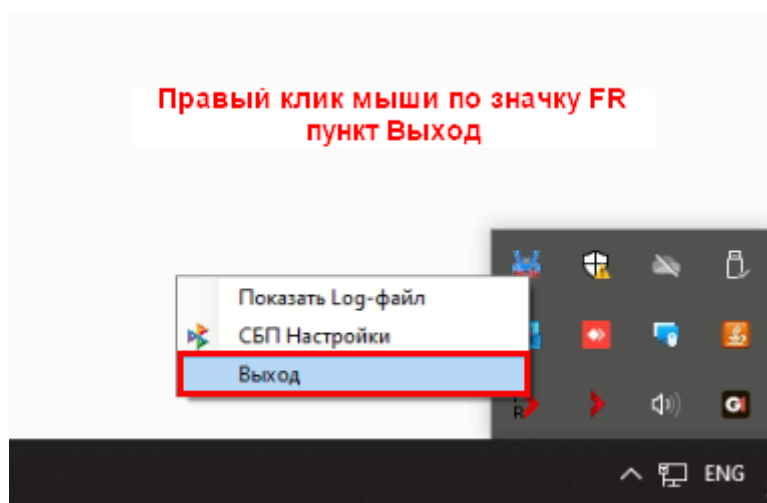 Правый клик мыши по значку FR
пункт Выход
Показать Log-файл
СБП Настройки
Выход
ENG